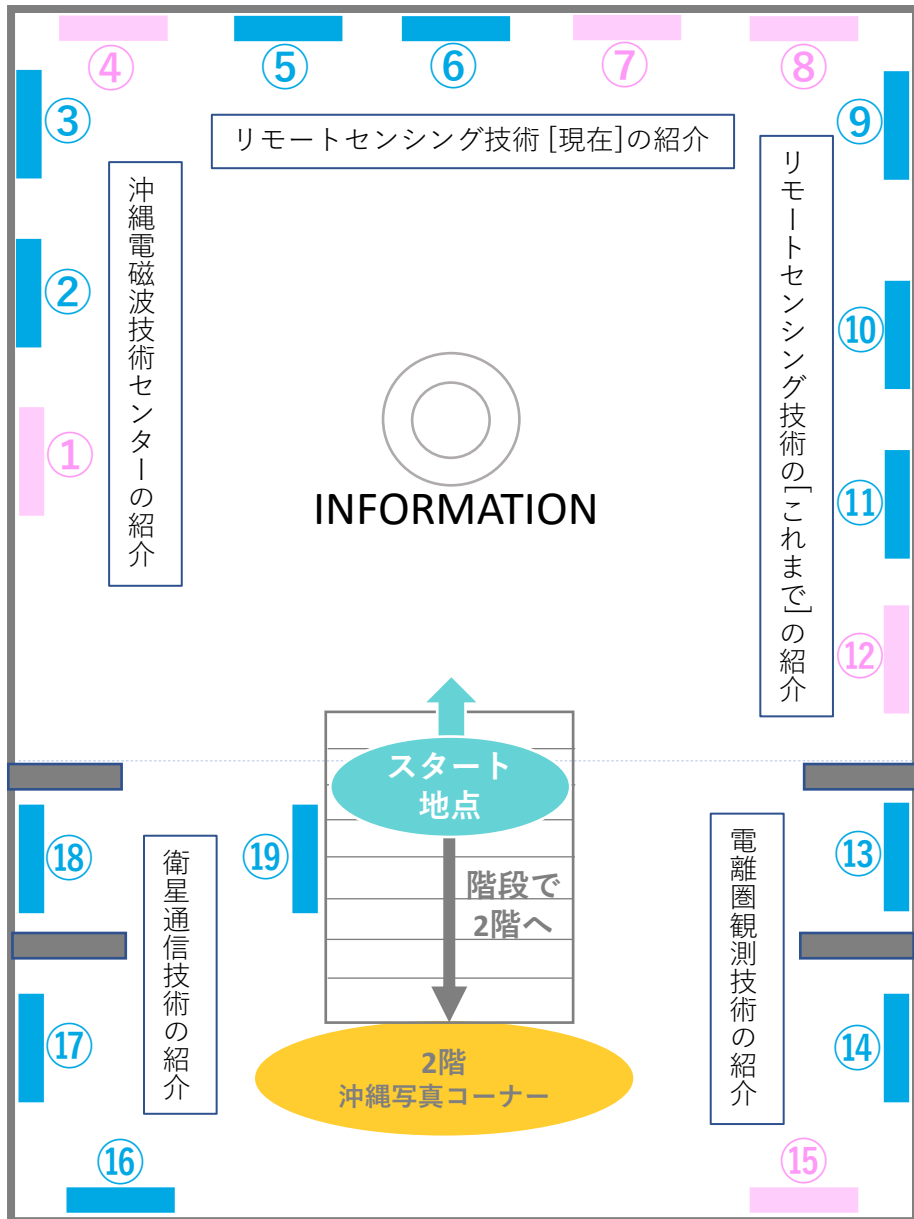 ④
⑤
⑥
⑦
⑧
③
⑨
リモートセンシング技術 [現在]の紹介
沖縄電磁波技術センターの紹介
リモートセンシング技術の[これまで]の紹介
②
⑩
①
⑪
INFORMATION
⑫
スタート
地点
⑱
⑲
⑬
衛星通信技術の紹介
階段で
2階へ
電離圏観測技術の紹介
⑰
⑭
2階
沖縄写真コーナー
⑯
⑮